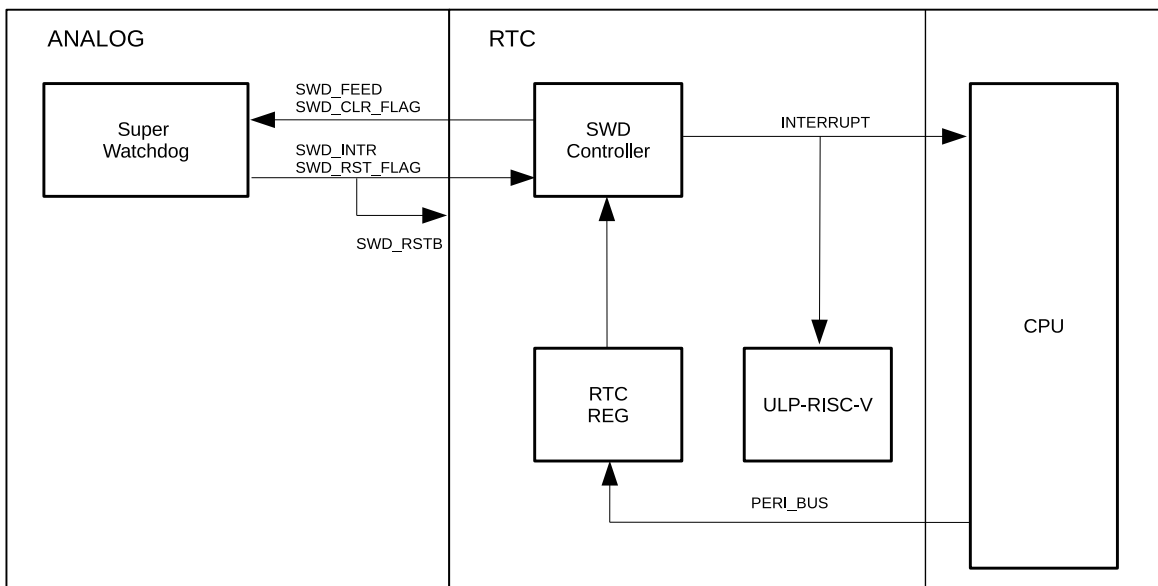 ANALOG
RTC
Super
Watchdog
SWD_FEED
SWD_CLR_FLAG
SWD_INTR
SWD_RST_FLAG
SWD_RSTB
SWD
Controller
INTERRUPT
CPU
RTC
REG
ULP-RISC-V
PERI_BUS